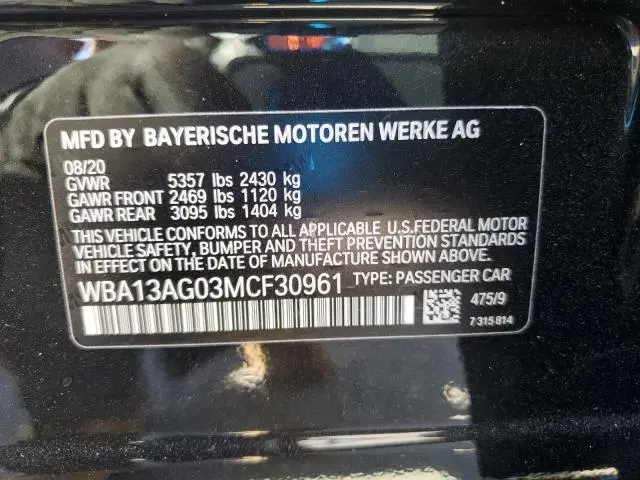 MFD BY BAYERISCHE MOTOREN WERKE AG
08/20
GVWR 5357 lbs 2430 kg
GAWR FRONT 2469 lbs 1120 kg
GAWR REAR 3095 lbs 1404 kg
THIS VEHICLE CONFORMS TO ALL APPLICABLE U.S.FEDERAL MOTOR
VEHICLE SAFETY, BUMPER AND THEFT PREVENTION STANDARDS
IN EFFECT ON THE DATE OF MANUFACTURE SHOWN ABOVE.
WBA13AG03MCF30961 TYPE: PASSENGER CAR
475/9
7 315 814